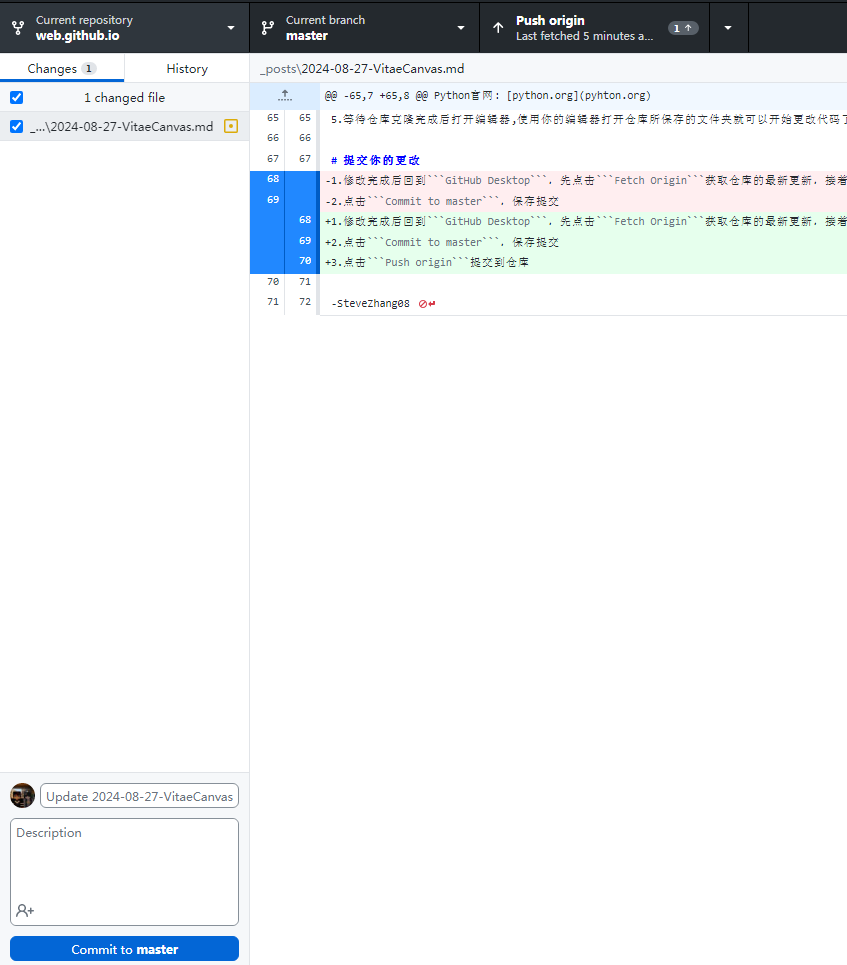 Current repository
web.github.io
Current branch
master
Push origin
Last fetched 5 minutes a...
1
Changes 1
History
_posts\2024-08-27-VitaeCanvas.md
1 changed file
_...\2024-08-27-VitaeCanvas.md
@@ -65,7 +65,8 @@ Python官网: [python.org](pyhton.org)
65 65 5.等待仓库克隆完成后打开编辑器,使用你的编辑器打开仓库所保存的文件夹就可以开始更改代码了
66 66
67 67 # 提交你的更改
68 -1.修改完成后回到```GitHub Desktop```. 先点击```Fetch Origin```获取仓库的最新更新. 接着
69 -2.点击```Commit to master```. 保存提交
68 +1.修改完成后回到```GitHub Desktop```. 先点击```Fetch Origin```获取仓库的最新更新. 接着
69 +2.点击```Commit to master```. 保存提交
70 +3.点击```Push origin```提交到仓库
70 71
71 72 -SteveZhang08
Update 2024-08-27-VitaeCanvas
Description
Commit to master